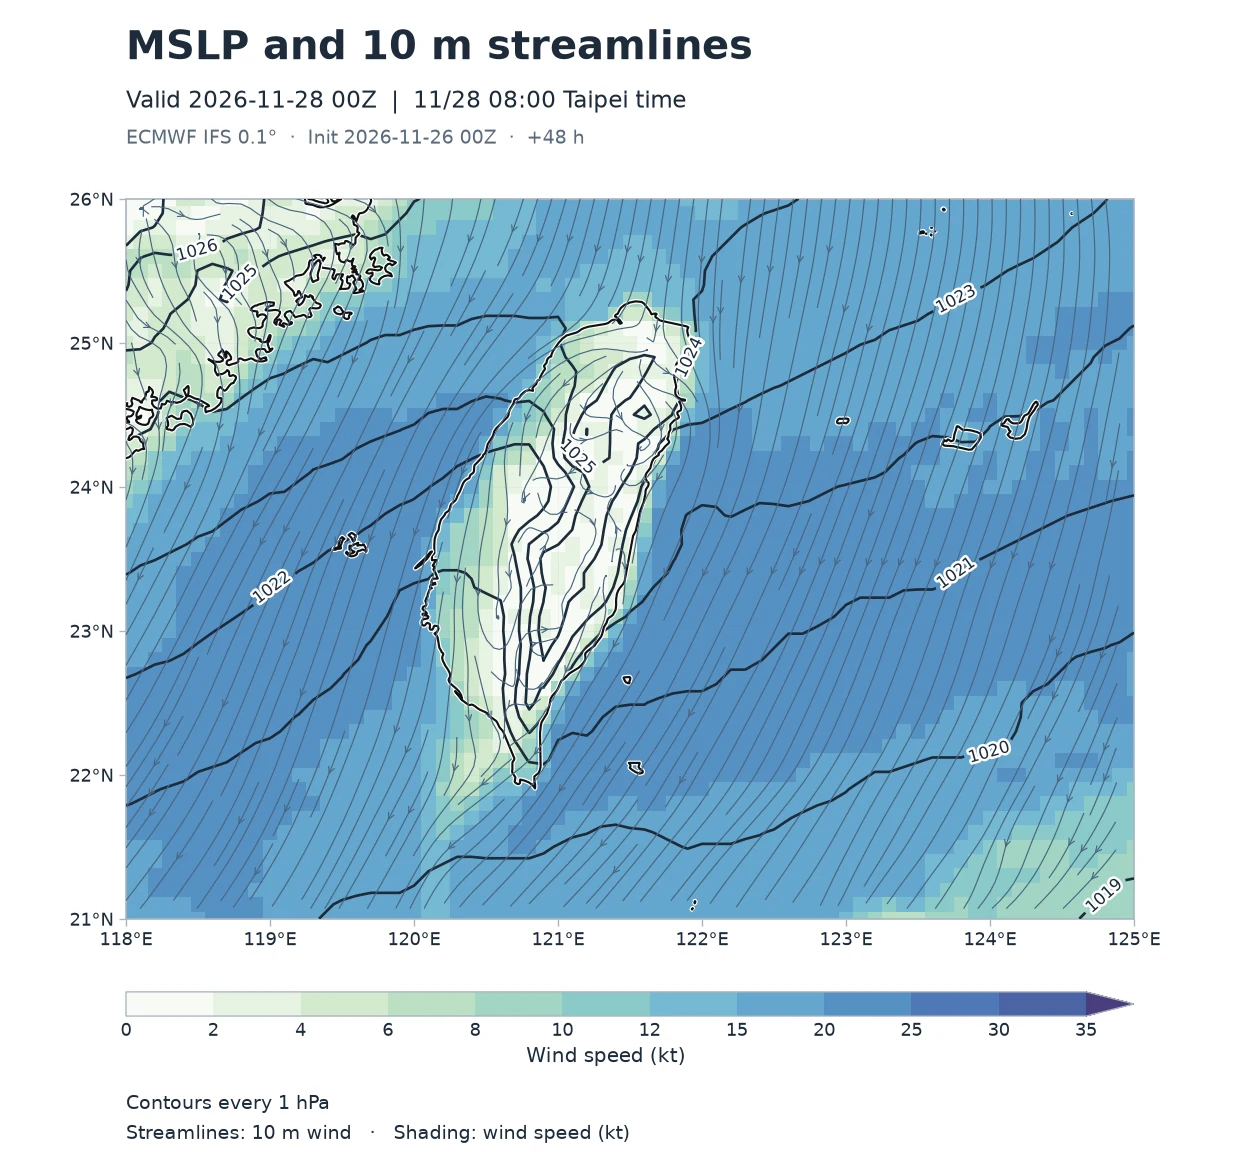 MSLP and 10 m streamlines
Valid 2026-11-28 00Z | 11/28 08:00 Taipei time
ECMWF IFS 0.1° · Init 2026-11-26 00Z · +48 h
26°N
1026
1025
1023
25°N
1024
1025
24°N
1022
1021
23°N
1020
22°N
1019
21°N
118°E 119°E 120°E 121°E 122°E 123°E 124°E 125°E
0 2 4 6 8 10 12 15 20 25 30 35
Wind speed (kt)
Contours every 1 hPa
Streamlines: 10 m wind · Shading: wind speed (kt)